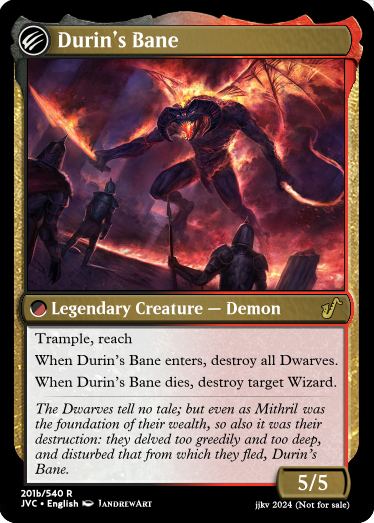 Durin's Bane
Legendary Creature — Demon
Trample, reach
When Durin's Bane enters, destroy all Dwarves.
When Durin's Bane dies, destroy target Wizard.
The Dwarves tell no tale; but even as Mithril was
the foundation of their wealth, so also it was their
destruction: they delved too greedily and too deep,
and disturbed that from which they fled, Durin's
Bane.
5/5
201b/540 R
JVC • English JANDREWART
jjkv 2024 (Not for sale)